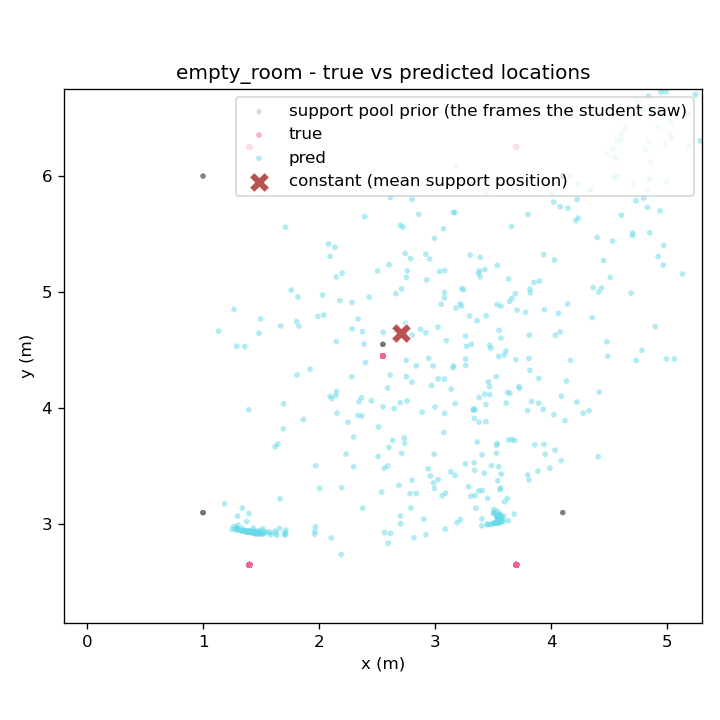 empty_room - true vs predicted locations
support pool prior (the frames the student saw)
true
pred
constant (mean support position)
6
5
4
3
y (m)
0
1
2
3
4
5
x (m)